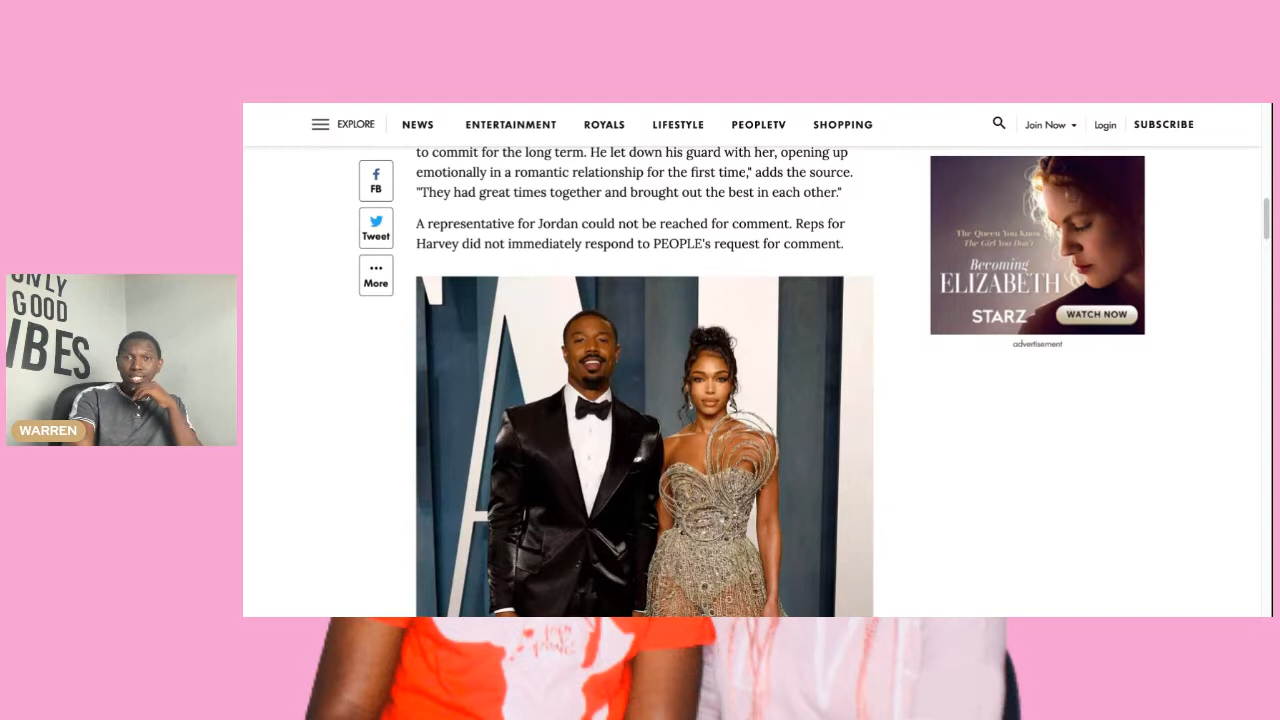 EXPLORE
NEWS
ENTERTAINMENT
ROYALS
LIFESTYLE
PEOPLETV
SHOPPING
Join Now
Login
SUBSCRIBE
to commit for the long term. He let down his guard with her, opening up
emotionally in a romantic relationship for the first time," adds the source.
"They had great times together and brought out the best in each other."
A representative for Jordan could not be reached for comment. Reps for
Harvey did not immediately respond to PEOPLE's request for comment.
FB
Tweet
More
The Queen You Know
The Girl You Don't
Becoming
ELIZABETH
STARZ
WATCH NOW
advertisement
ONLY
GOOD
IBES
WARREN